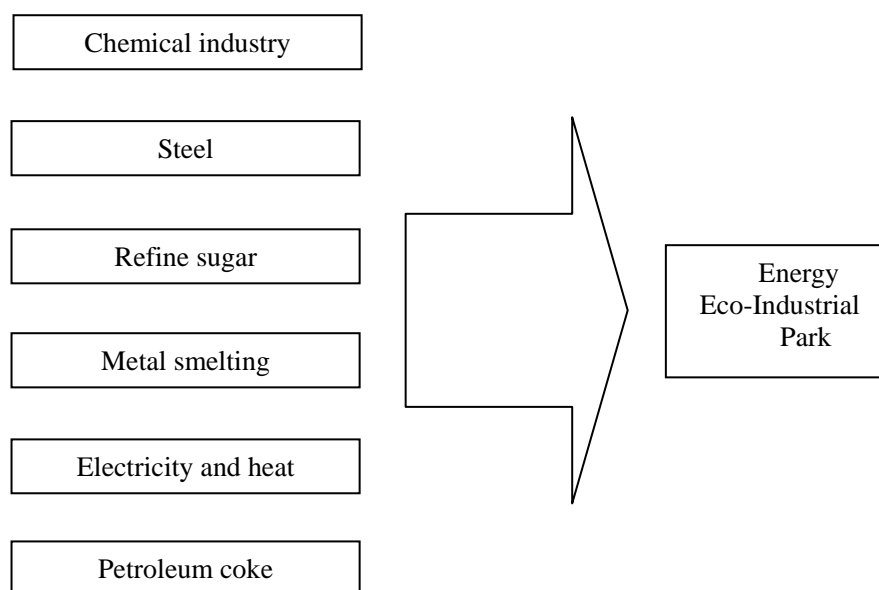 Chemical industry
Steel
Refine sugar
Metal smelting
Electricity and heat
Petroleum coke
Energy
Eco-Industrial
Park